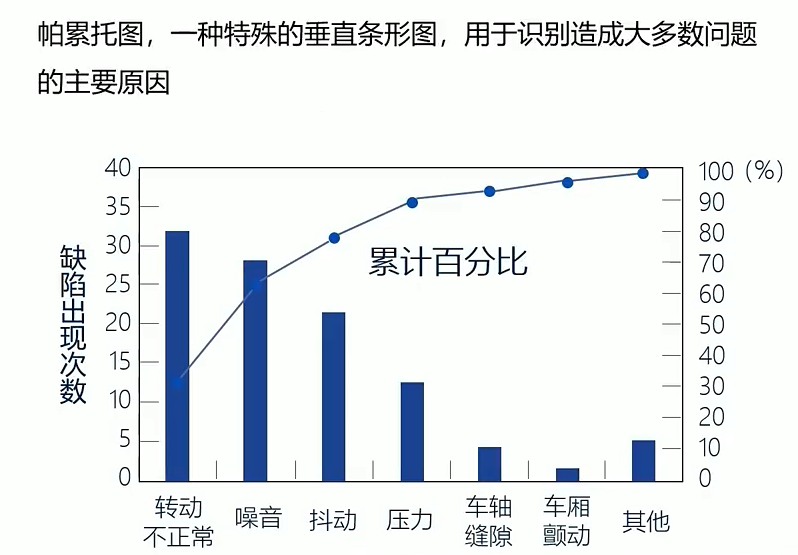 帕累托图，一种特殊的垂直条形图，用于识别造成大多数问题
的主要原因
缺陷出现次数
40
35
30
25
20
15
10
5
0
累计百分比
100 (%)
90
80
70
60
50
40
30
20
10
0
转动
不正常
噪音
抖动
压力
车轴
缝隙
车厢
颤动
其他